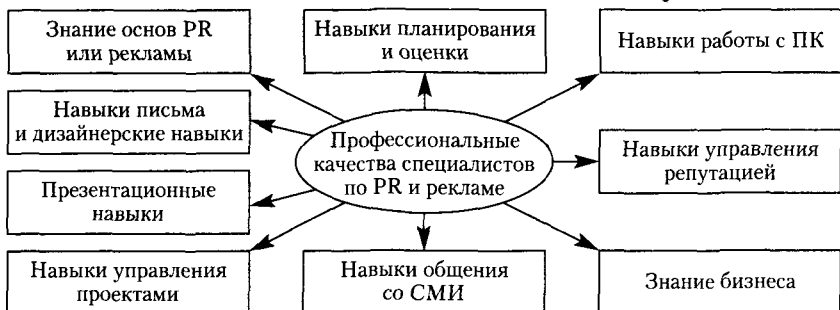 Знание основ PR
или рекламы
Навыки планирования
и оценки
Навыки работы с ПК
Навыки письма
и дизайнерские навыки
Профессиональные
качества специалистов
по PR и рекламе
Навыки управления
репутацией
Презентационные
навыки
Навыки управления
проектами
Навыки общения
со СМИ
Знание бизнеса